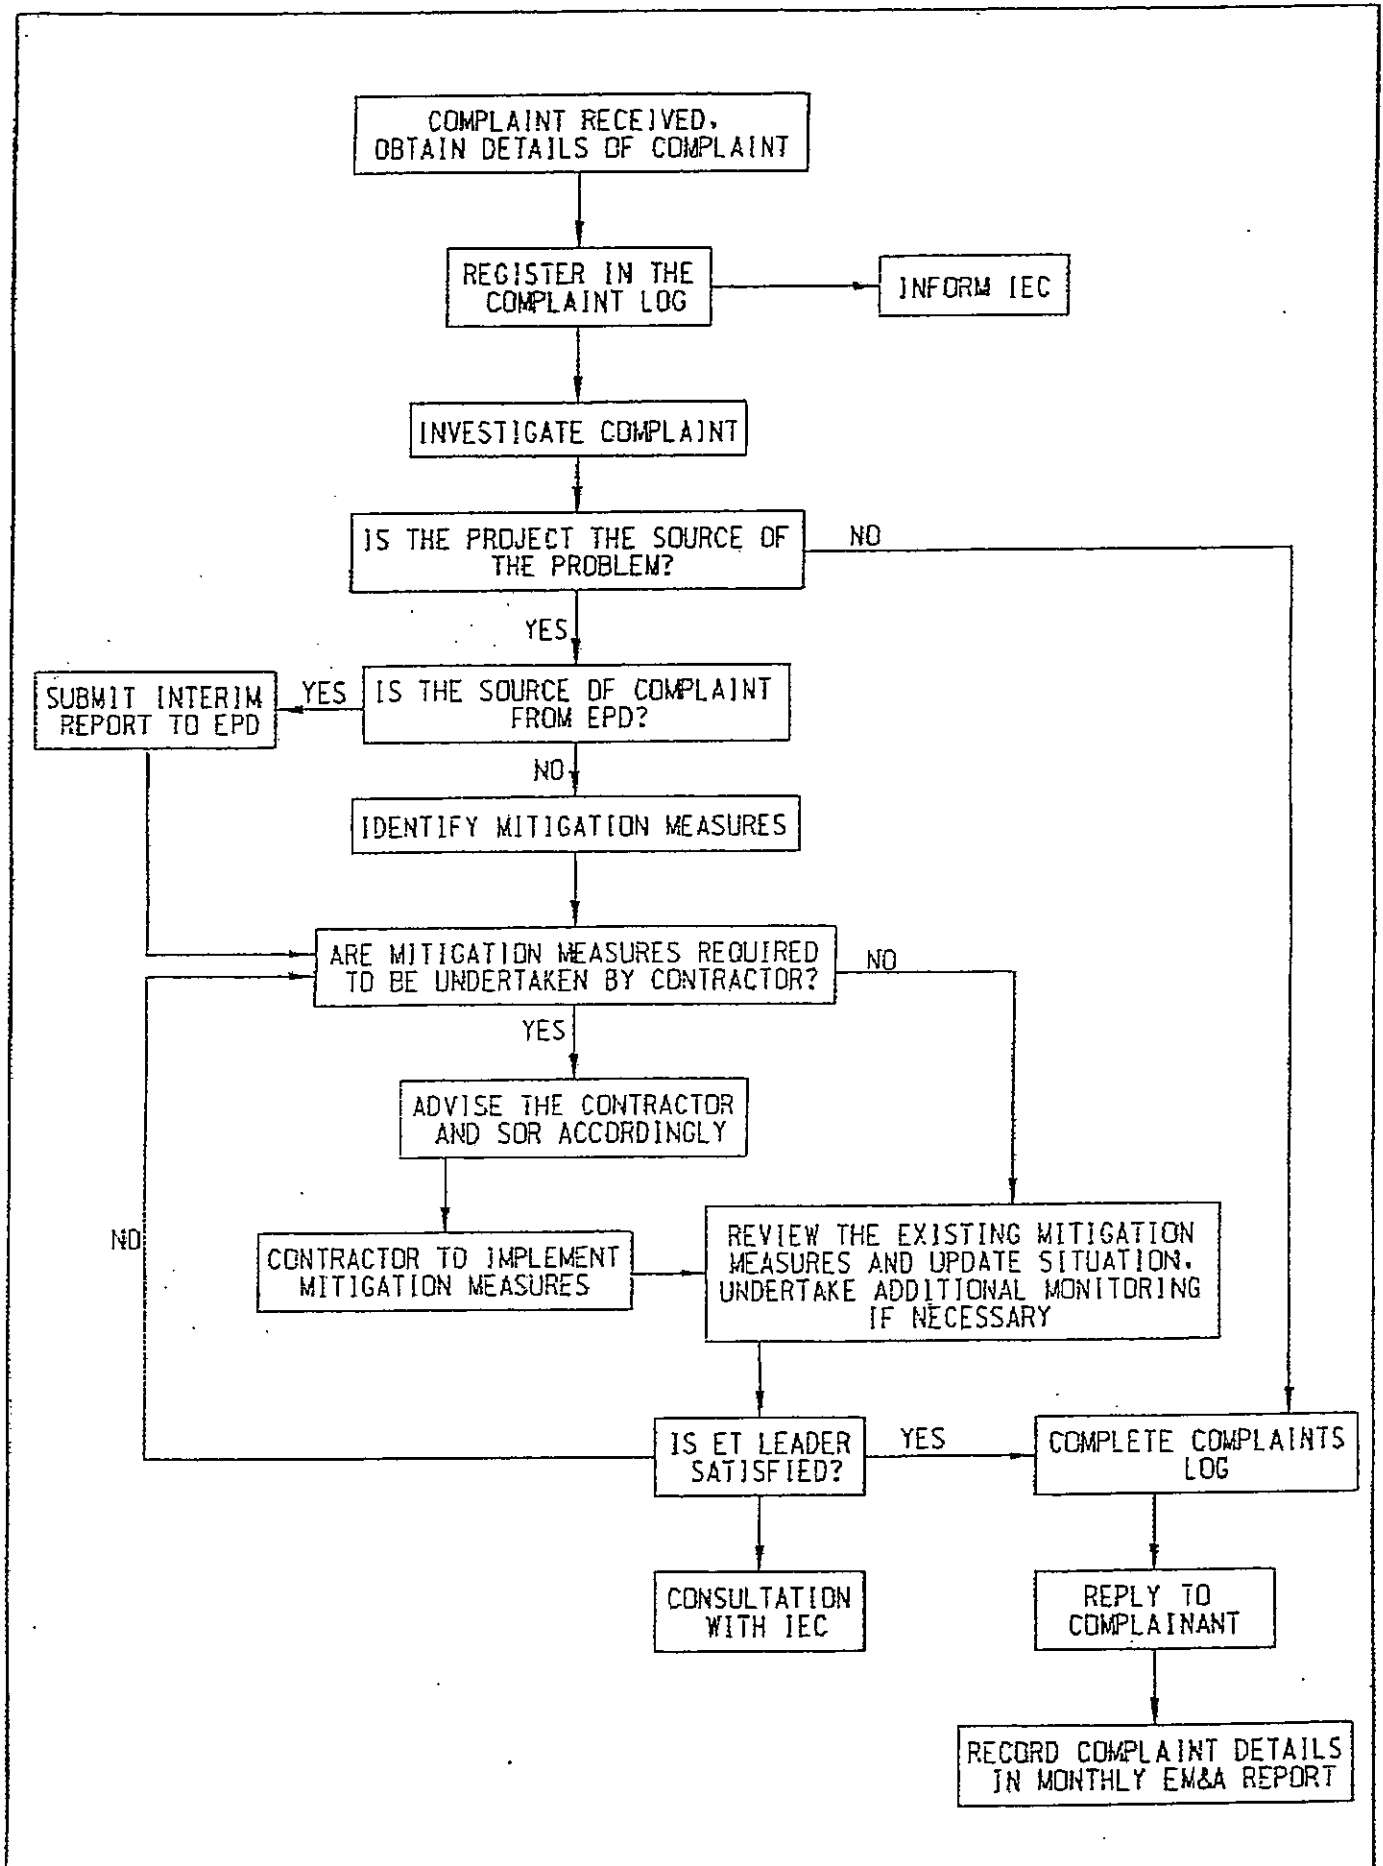 COMPLAINT RECEIVED,
OBTAIN DETAILS OF COMPLAINT
REGISTER IN THE
COMPLAINT LOG
INFORM IEC
INVESTIGATE COMPLAINT
IS THE PROJECT THE SOURCE OF
THE PROBLEM?
NO
YES
SUBMIT INTERIM
REPORT TO EPD
YES
IS THE SOURCE OF COMPLAINT
FROM EPD?
NO
IDENTIFY MITIGATION MEASURES
ARE MITIGATION MEASURES REQUIRED
TO BE UNDERTAKEN BY CONTRACTOR?
NO
YES
ADVISE THE CONTRACTOR
AND SOR ACCORDINGLY
NO
CONTRACTOR TO IMPLEMENT
MITIGATION MEASURES
REVIEW THE EXISTING MITIGATION
MEASURES AND UPDATE SITUATION.
UNDERTAKE ADDITIONAL MONITORING
IF NECESSARY
IS ET LEADER
SATISFIED?
YES
COMPLETE COMPLAINTS
LOG
CONSULTATION
WITH IEC
REPLY TO
COMPLAINANT
RECORD COMPLAINT DETAILS
IN MONTHLY EM&A REPORT